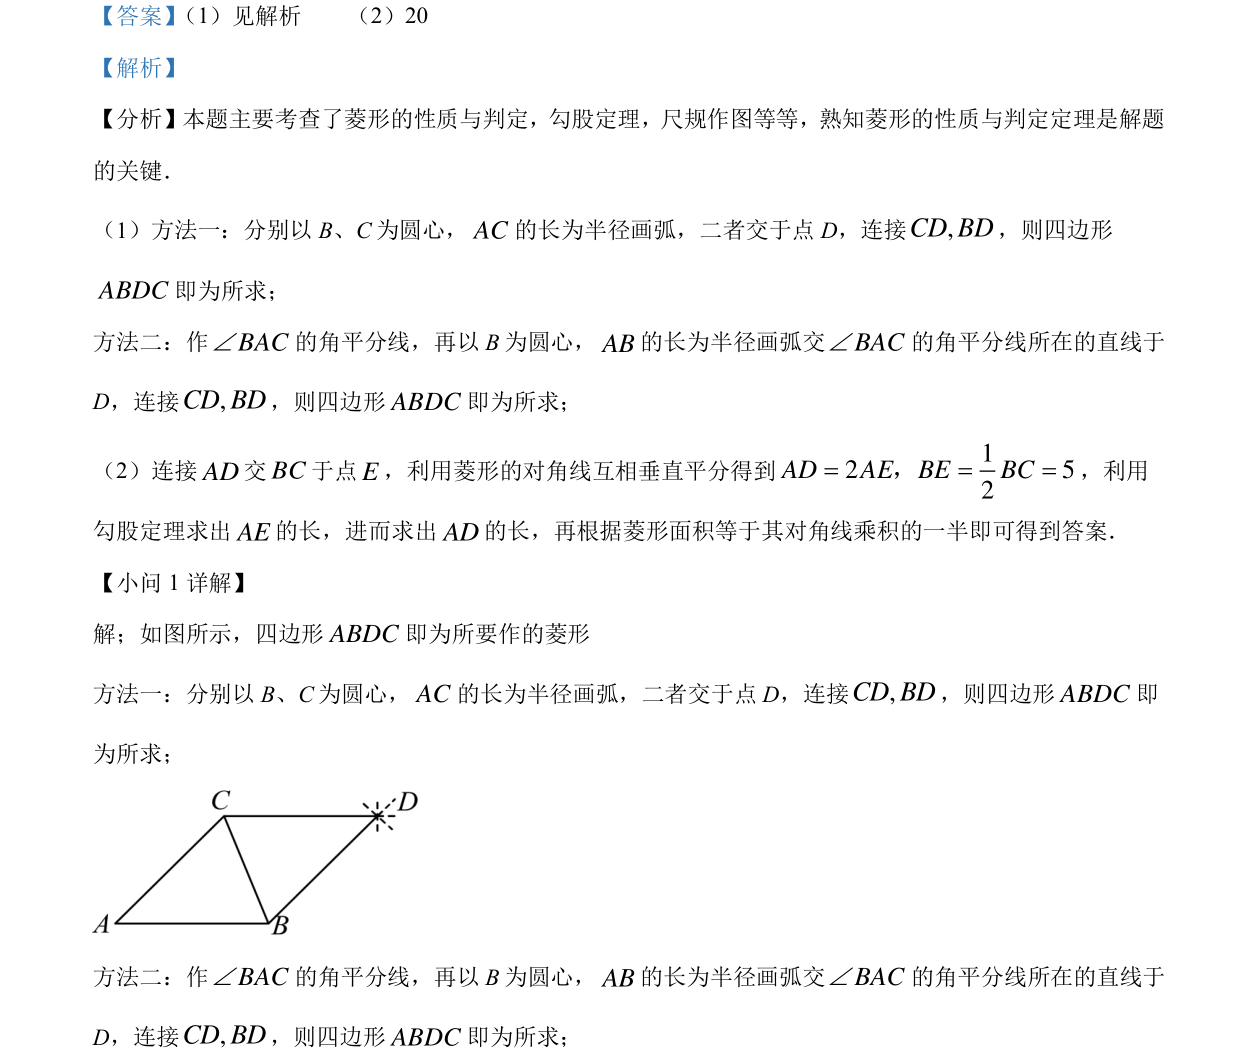 【答案】（1）见解析 （2）20
【解析】
【分析】本题主要考查了菱形的性质与判定，勾股定理，尺规作图等等，熟知菱形的性质与判定定理是解题
的关键．
（1）方法一：分别以 B、C 为圆心， AC 的长为半径画弧，二者交于点 D，连接 CD, BD ，则四边形
ABDC 即为所求；
方法二：作 ∠BAC 的角平分线，再以 B 为圆心， AB 的长为半径画弧交 ∠BAC 的角平分线所在的直线于
D，连接 CD, BD ，则四边形 ABDC 即为所求；
（2）连接 AD 交 BC 于点 E ，利用菱形的对角线互相垂直平分得到 AD = 2AE，BE = 1/2 BC = 5 ，利用
勾股定理求出 AE 的长，进而求出 AD 的长，再根据菱形面积等于其对角线乘积的一半即可得到答案．
【小问 1 详解】
解；如图所示，四边形 ABDC 即为所要作的菱形
方法一：分别以 B、C 为圆心， AC 的长为半径画弧，二者交于点 D，连接 CD, BD ，则四边形 ABDC 即
为所求；
C D
A B
方法二：作 ∠BAC 的角平分线，再以 B 为圆心， AB 的长为半径画弧交 ∠BAC 的角平分线所在的直线于
D，连接 CD, BD ，则四边形 ABDC 即为所求；